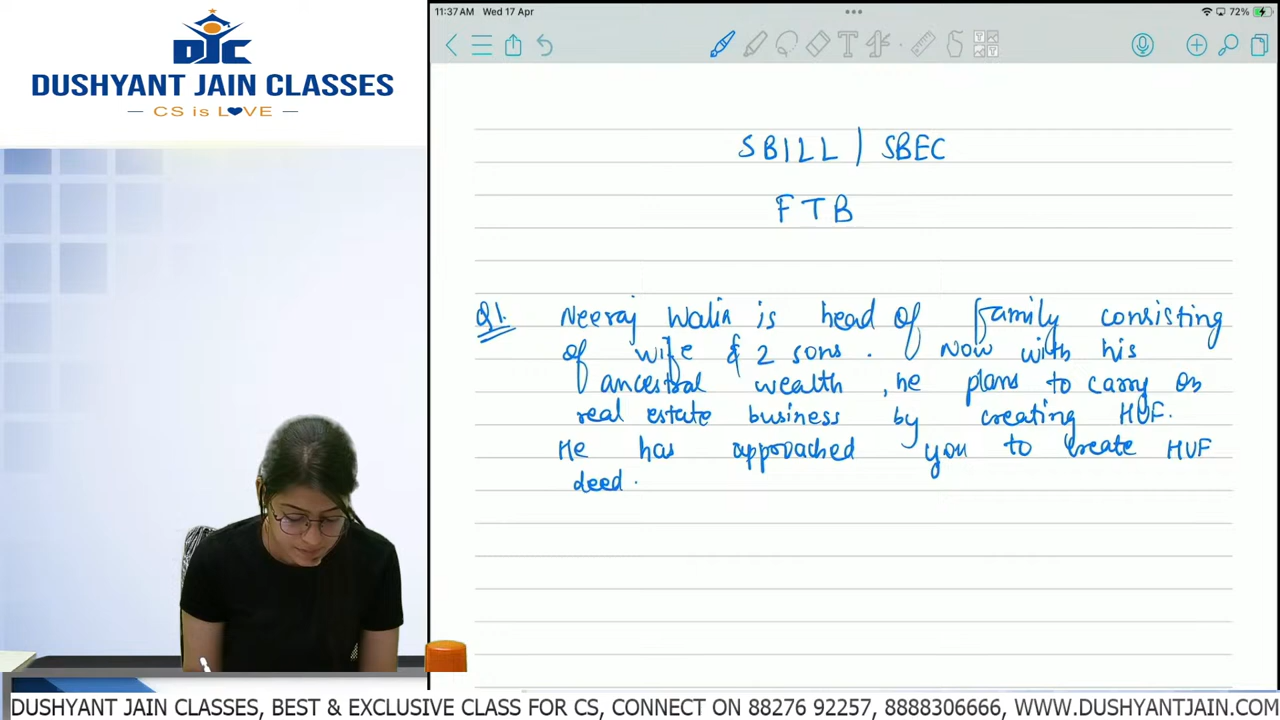 11:37 AM Wed 17 Apr
72%
DJC
DUSHYANT JAIN CLASSES
— CS is LOVE —
SBILL | SBEC
FTB
Q1. Neeraj Walia is head of family consisting
of wife & 2 sons. Now with his
ancestral wealth, he plans to carry on
real estate business by creating HUF.
He has approached you to create HUF
deed.
DUSHYANT JAIN CLASSES, BEST & EXCLUSIVE CLASS FOR CS, CONNECT ON 88276 92257, 8888306666, WWW.DUSHYANTJAIN.COM